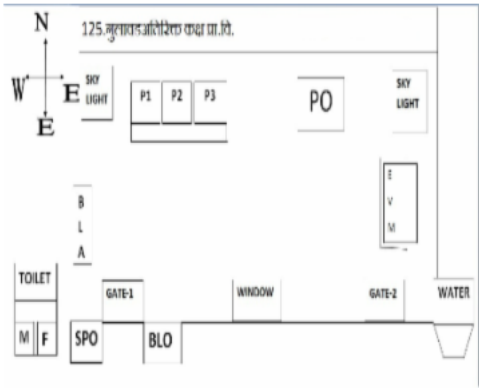 N
125.गुलावडअतिरिक्त कक्ष प्रा.वि.
W E
E
SKY
LIGHT
P1 P2 P3
PO
SKY
LIGHT
E
V
M
B
L
A
TOILET
GATE-1
WINDOW
GATE-2
WATER
M F
SPO
BLO